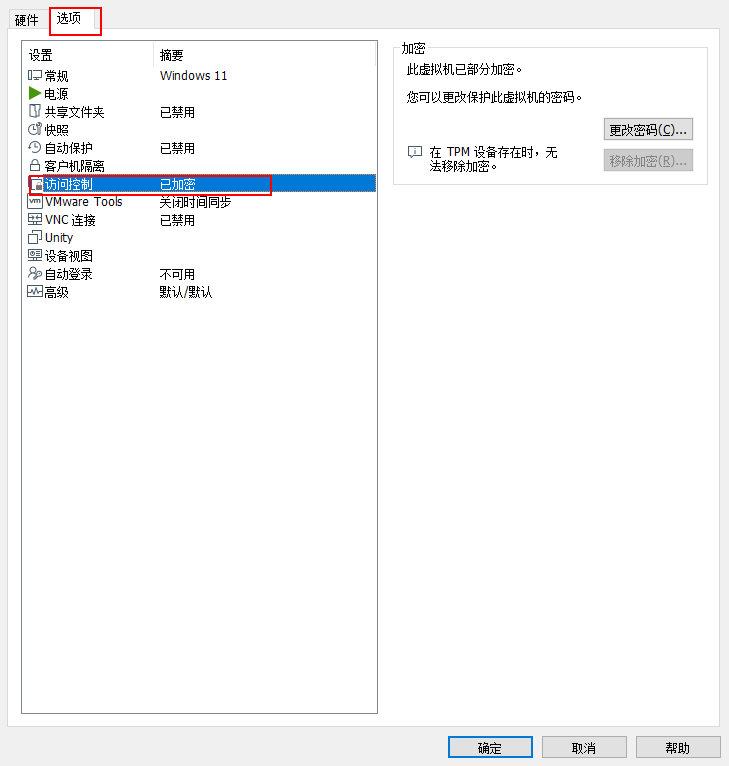 硬件 选项
设置 摘要
常规 Windows 11
电源
共享文件夹 已禁用
快照
自动保护 已禁用
客户机隔离
访问控制 已加密
vm VMware Tools 关闭时间同步
VNC 连接 已禁用
Unity
设备视图
自动登录 不可用
高级 默认/默认
加密
此虚拟机已部分加密。
您可以更改保护此虚拟机的密码。
更改密码(C)...
在 TPM 设备存在时，无
法移除加密。
移除加密(R)...
确定 取消 帮助